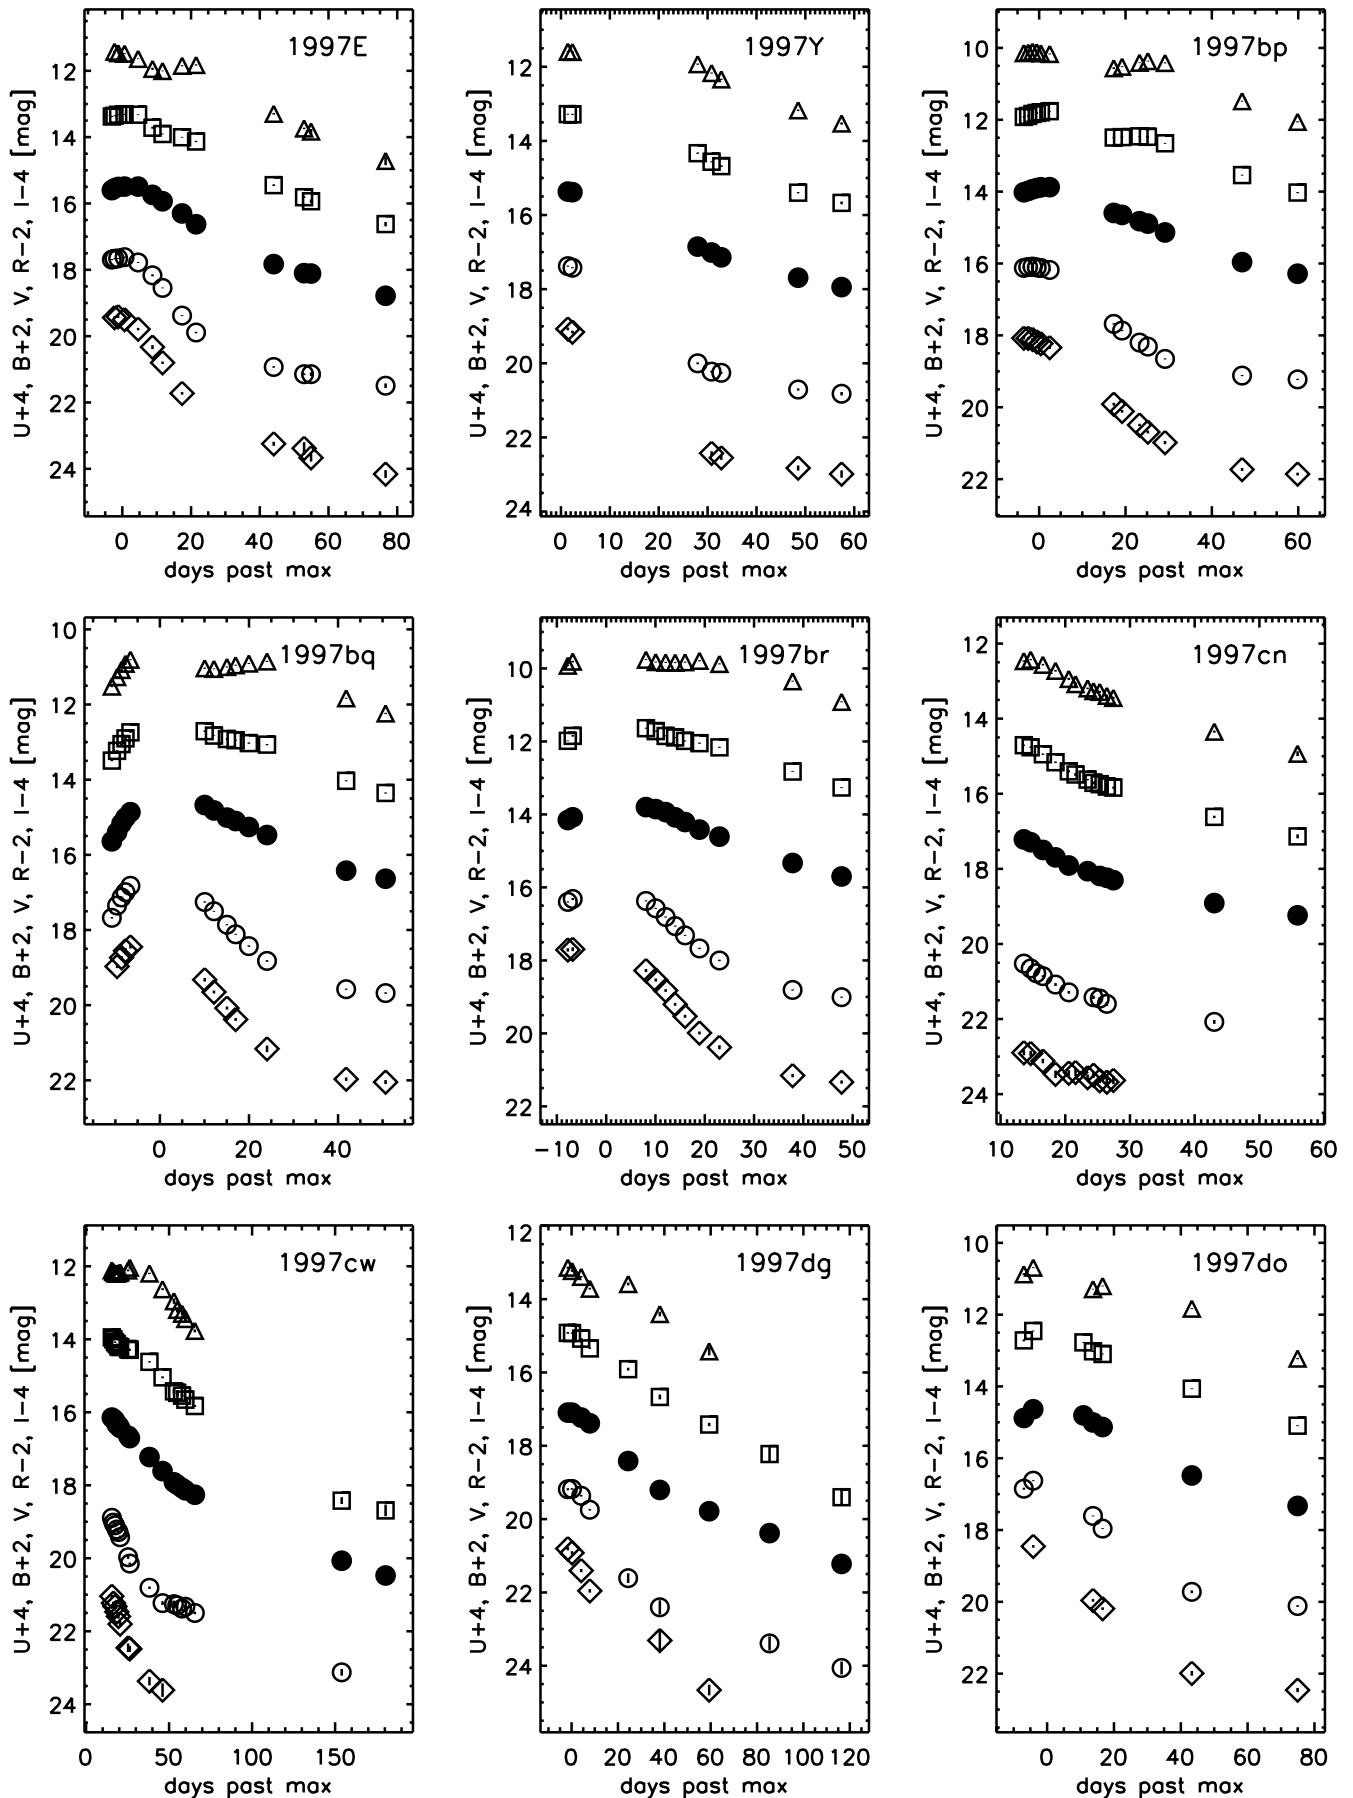 1997E
12
14
16
18
20
22
24
0 20 40 60 80
days past max
U+4, B+2, V, R−2, I−4 [mag]
1997Y
12
14
16
18
20
22
24
0 10 20 30 40 50 60
days past max
U+4, B+2, V, R−2, I−4 [mag]
1997bp
10
12
14
16
18
20
22
0 20 40 60
days past max
U+4, B+2, V, R−2, I−4 [mag]
1997bq
10
12
14
16
18
20
22
0 20 40
days past max
U+4, B+2, V, R−2, I−4 [mag]
1997br
10
12
14
16
18
20
22
−10 0 10 20 30 40 50
days past max
U+4, B+2, V, R−2, I−4 [mag]
1997cn
12
14
16
18
20
22
24
10 20 30 40 50 60
days past max
U+4, B+2, V, R−2, I−4 [mag]
1997cw
12
14
16
18
20
22
24
0 50 100 150
days past max
U+4, B+2, V, R−2, I−4 [mag]
1997dg
12
14
16
18
20
22
24
0 20 40 60 80 100 120
days past max
U+4, B+2, V, R−2, I−4 [mag]
1997do
10
12
14
16
18
20
22
0 20 40 60 80
days past max
U+4, B+2, V, R−2, I−4 [mag]